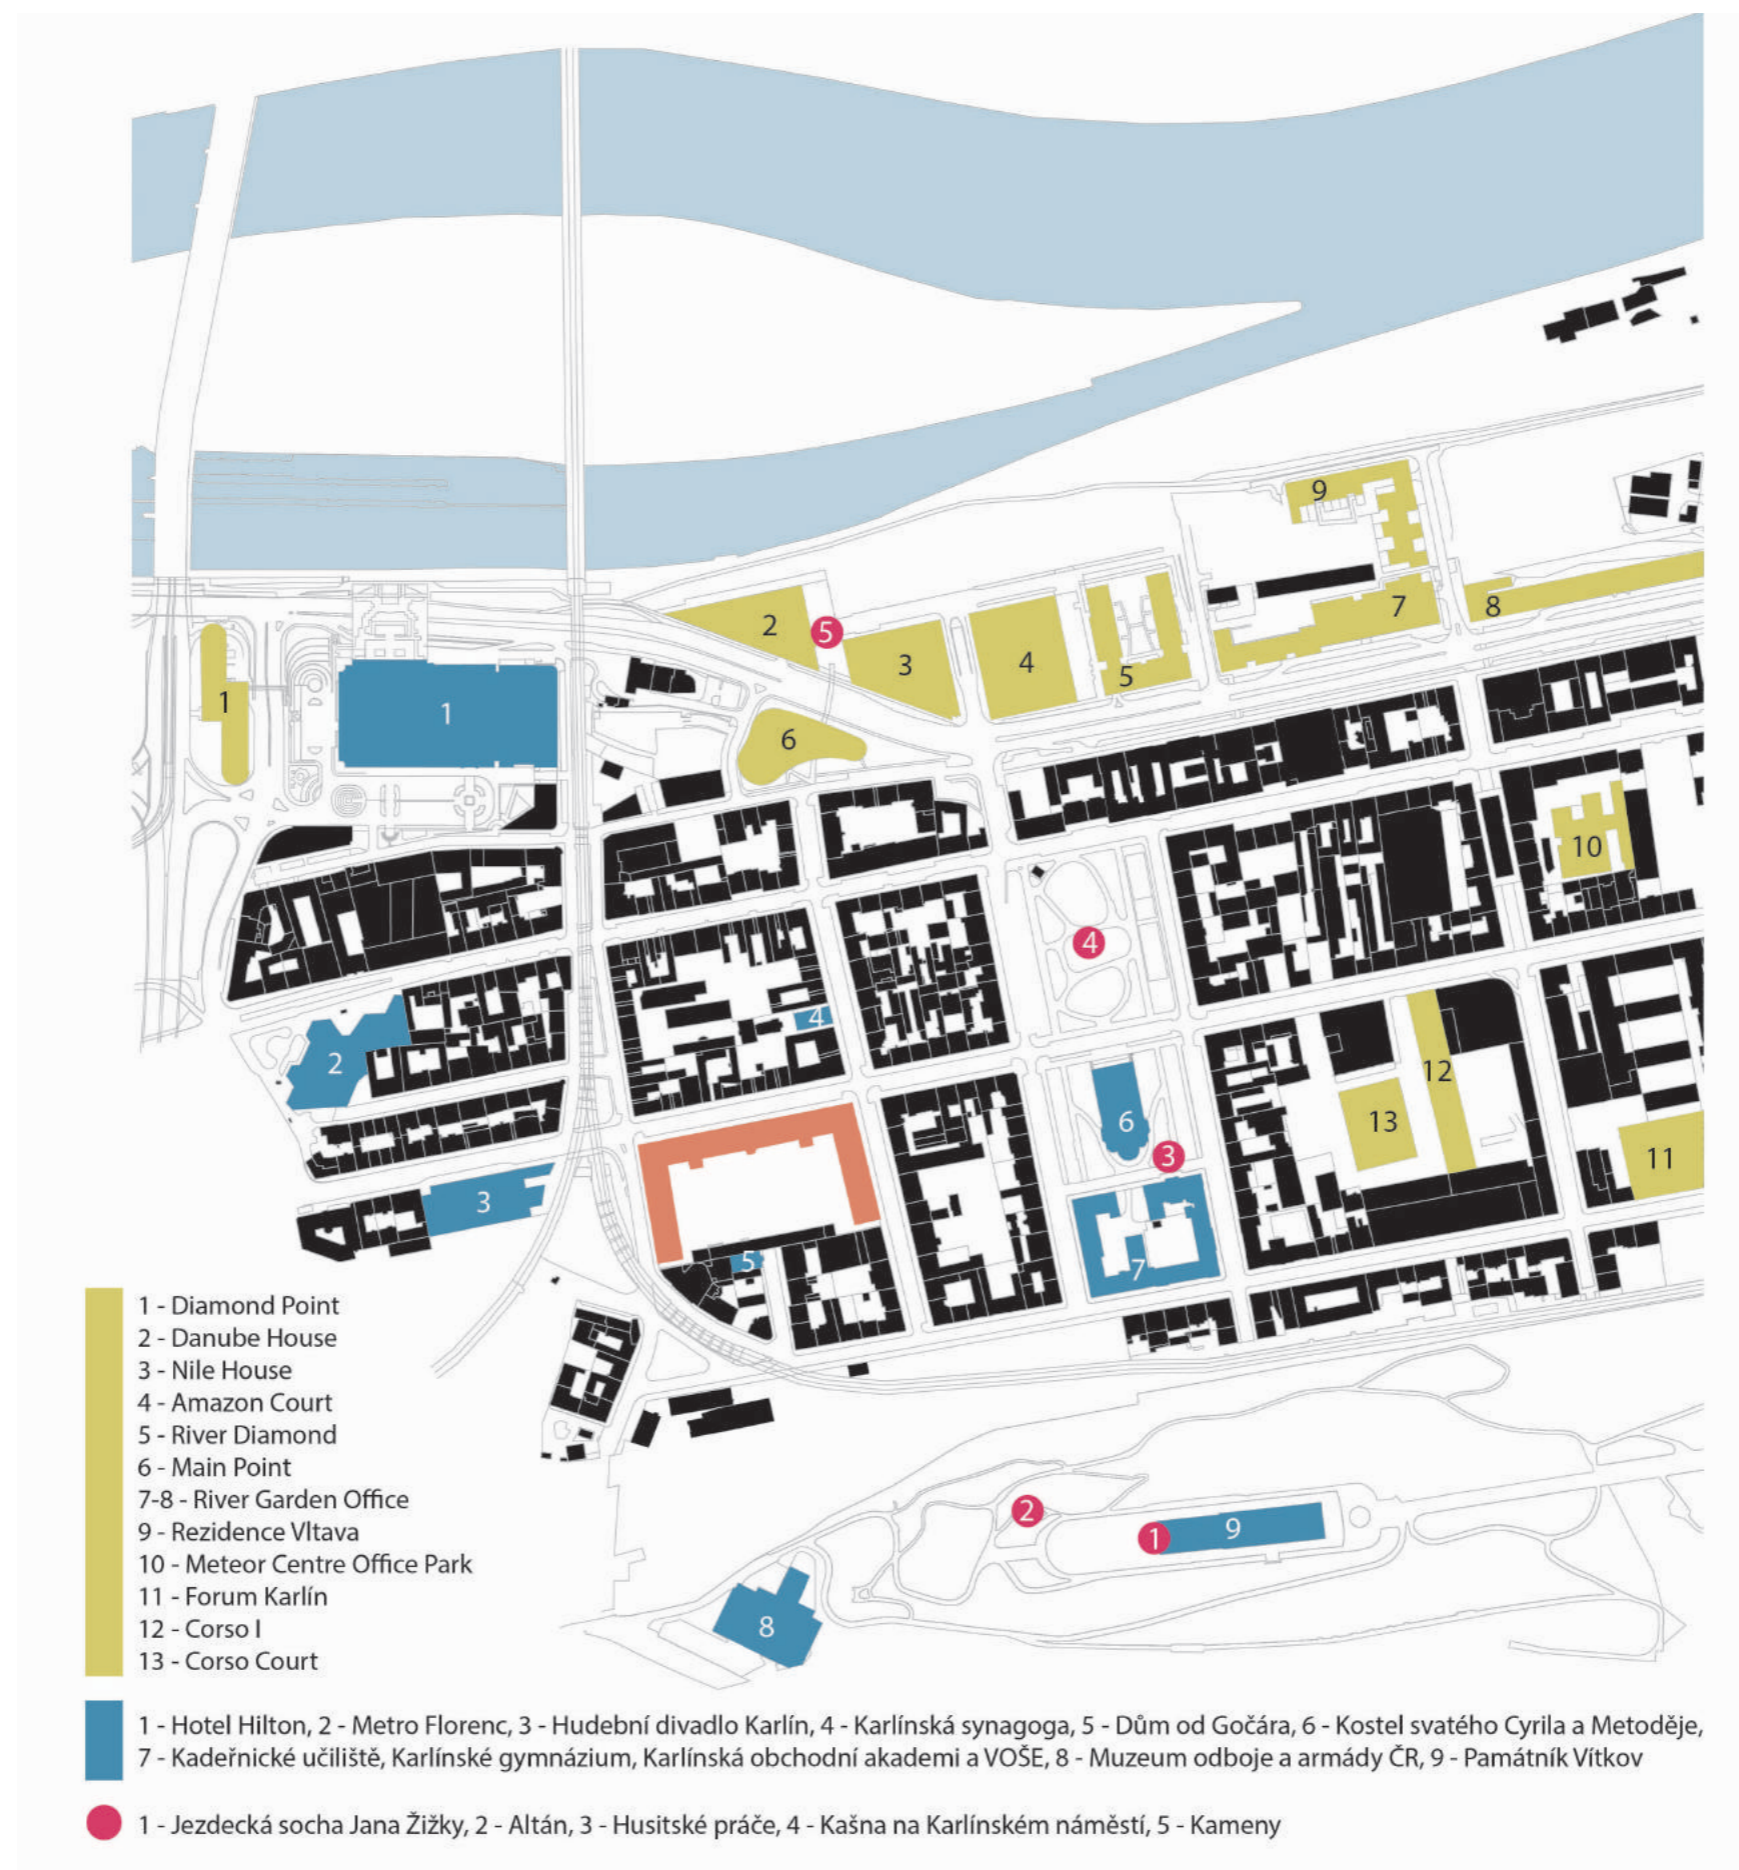 9
2
5
3
4
5
7
8
1
1
6
10
4
4
2
12
13
6
3
11
3
5
7
2
1
9
8
1 - Diamond Point
2 - Danube House
3 - Nile House
4 - Amazon Court
5 - River Diamond
6 - Main Point
7-8 - River Garden Office
9 - Rezidence Vltava
10 - Meteor Centre Office Park
11 - Forum Karlín
12 - Corso I
13 - Corso Court
1 - Hotel Hilton, 2 - Metro Florenc, 3 - Hudební divadlo Karlín, 4 - Karlínská synagoga, 5 - Dům od Gočára, 6 - Kostel svatého Cyrila a Metoděje,
7 - Kadeřnické učiliště, Karlínské gymnázium, Karlínská obchodní akademi a VOŠE, 8 - Muzeum odboje a armády ČR, 9 - Památník Vítkov
1 - Jezdecká socha Jana Žižky, 2 - Altán, 3 - Husitské práče, 4 - Kašna na Karlínském náměstí, 5 - Kameny